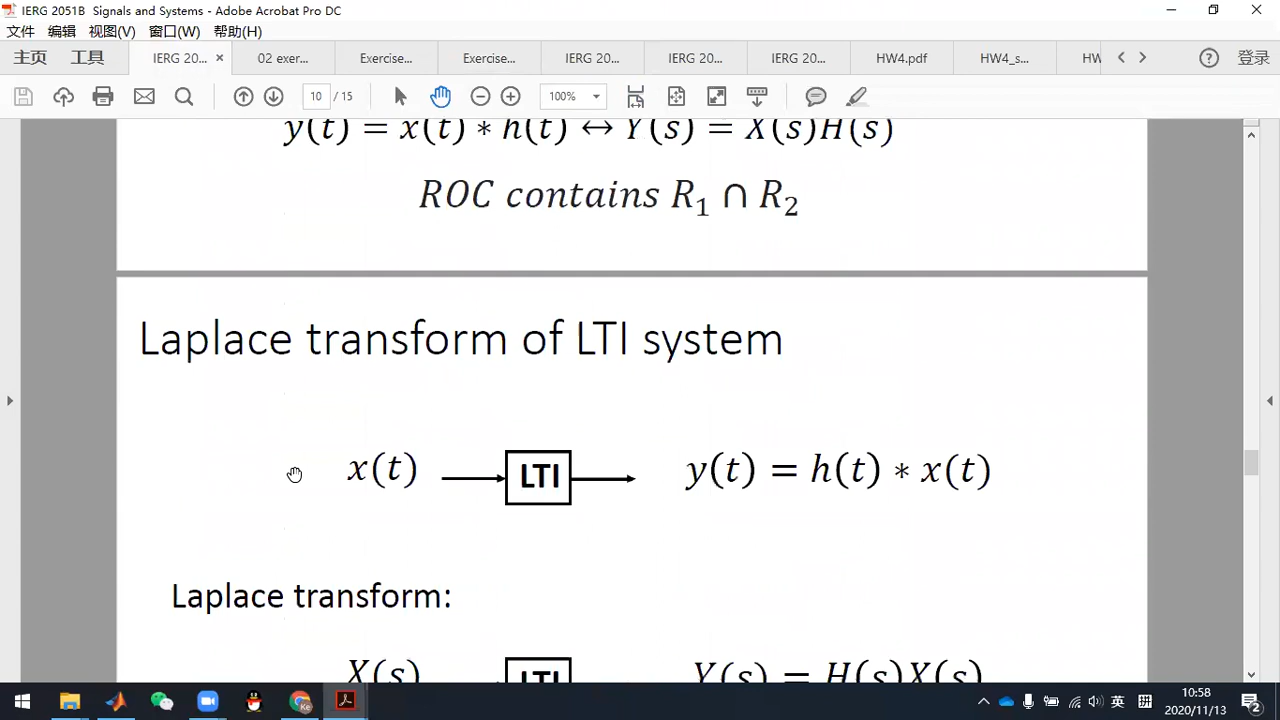 IERG 2051B Signals and Systems - Adobe Acrobat Pro DC
文件 编辑 视图(V) 窗口(W) 帮助(H)
主页 工具 IERG 20... × 02 exer... Exercise... Exercise... IERG 20... IERG 20... IERG 20... HW4.pdf HW4_s... HW 登录
10 / 15 100%
y(t) = x(t) ∗ h(t) ↔ Y(s) = X(s)H(s)
ROC contains R₁ ∩ R₂
Laplace transform of LTI system
x(t) LTI y(t) = h(t) ∗ x(t)
Laplace transform:
X(s) LTI Y(s) = H(s)X(s)
英 拼 10:58
2020/11/13 2